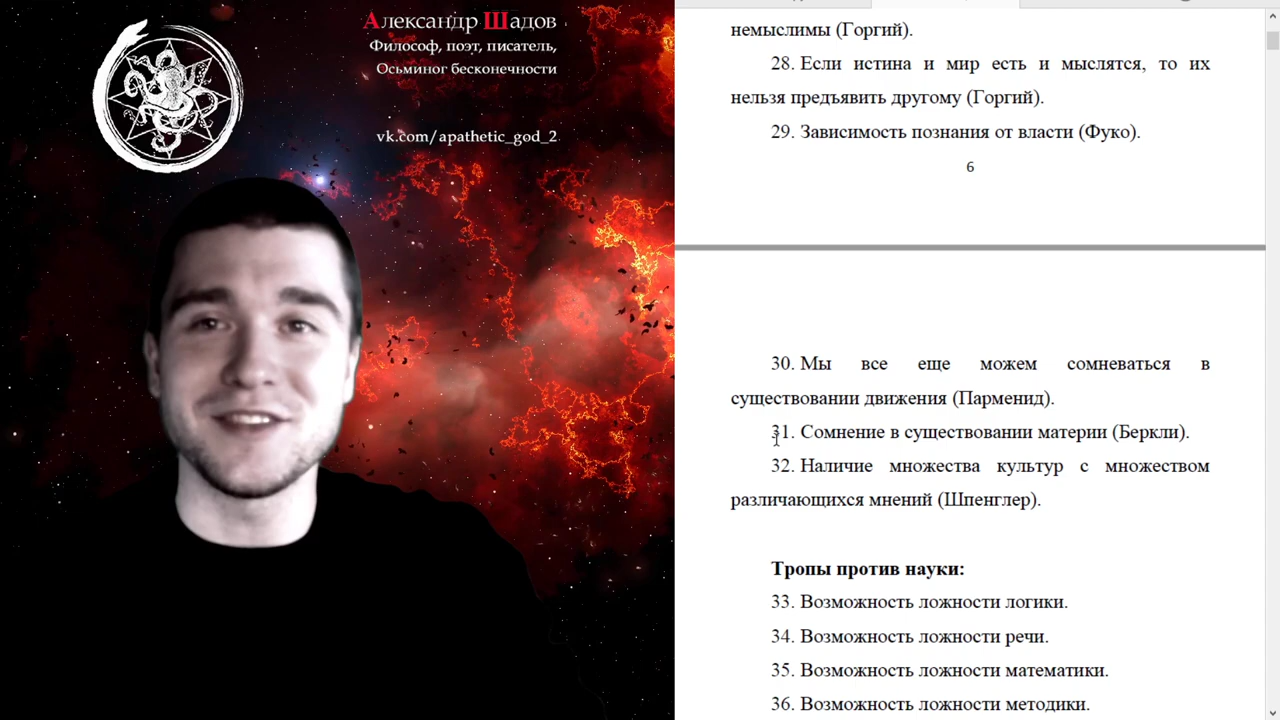 Александр Шадов
Философ, поэт, писатель,
Осьминог бесконечности
vk.com/apathetic_god_2
немыслимы (Горгий).
28. Если истина и мир есть и мыслятся, то их
нельзя предъявить другому (Горгий).
29. Зависимость познания от власти (Фуко).
6
30. Мы все еще можем сомневаться в
существовании движения (Парменид).
31. Сомнение в существовании материи (Беркли).
32. Наличие множества культур с множеством
различающихся мнений (Шпенглер).
Тропы против науки:
33. Возможность ложности логики.
34. Возможность ложности речи.
35. Возможность ложности математики.
36. Возможность ложности методики.